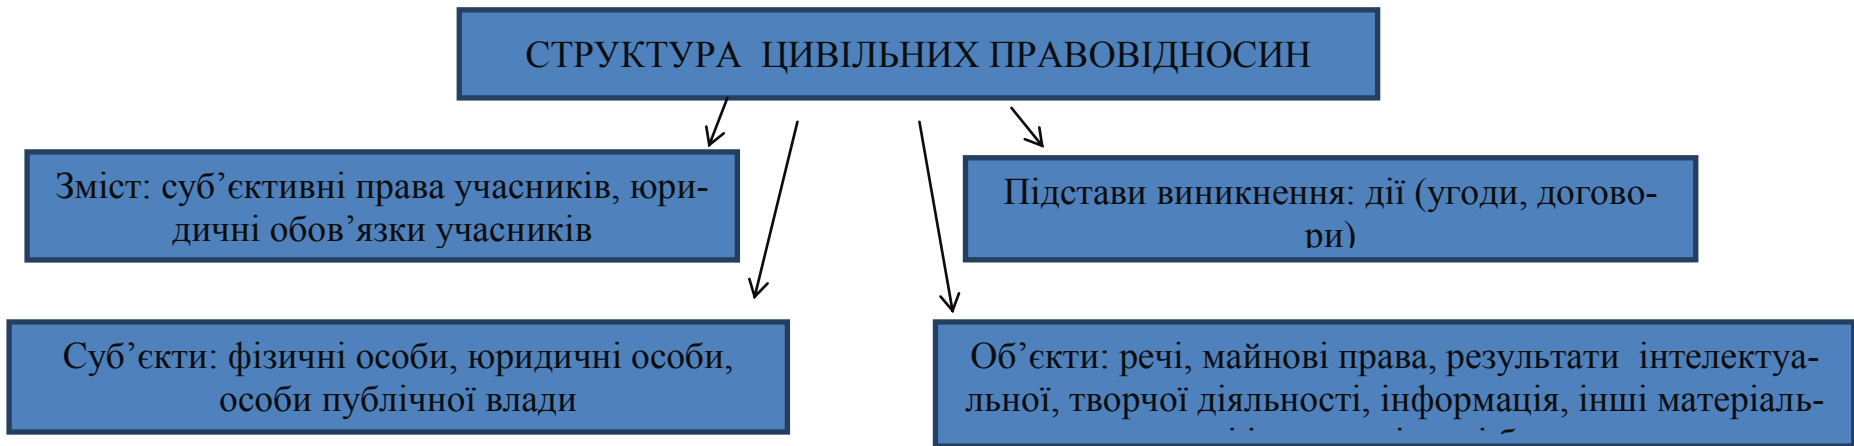 СТРУКТУРА ЦИВІЛЬНИХ ПРАВОВІДНОСИН
Зміст: суб’єктивні права учасників, юри-
дичні обов’язки учасників
Підстави виникнення: дії (угоди, догово-
ри)
Суб’єкти: фізичні особи, юридичні особи,
особи публічної влади
Об’єкти: речі, майнові права, результати інтелектуа-
льної, творчої діяльності, інформація, інші матеріаль-